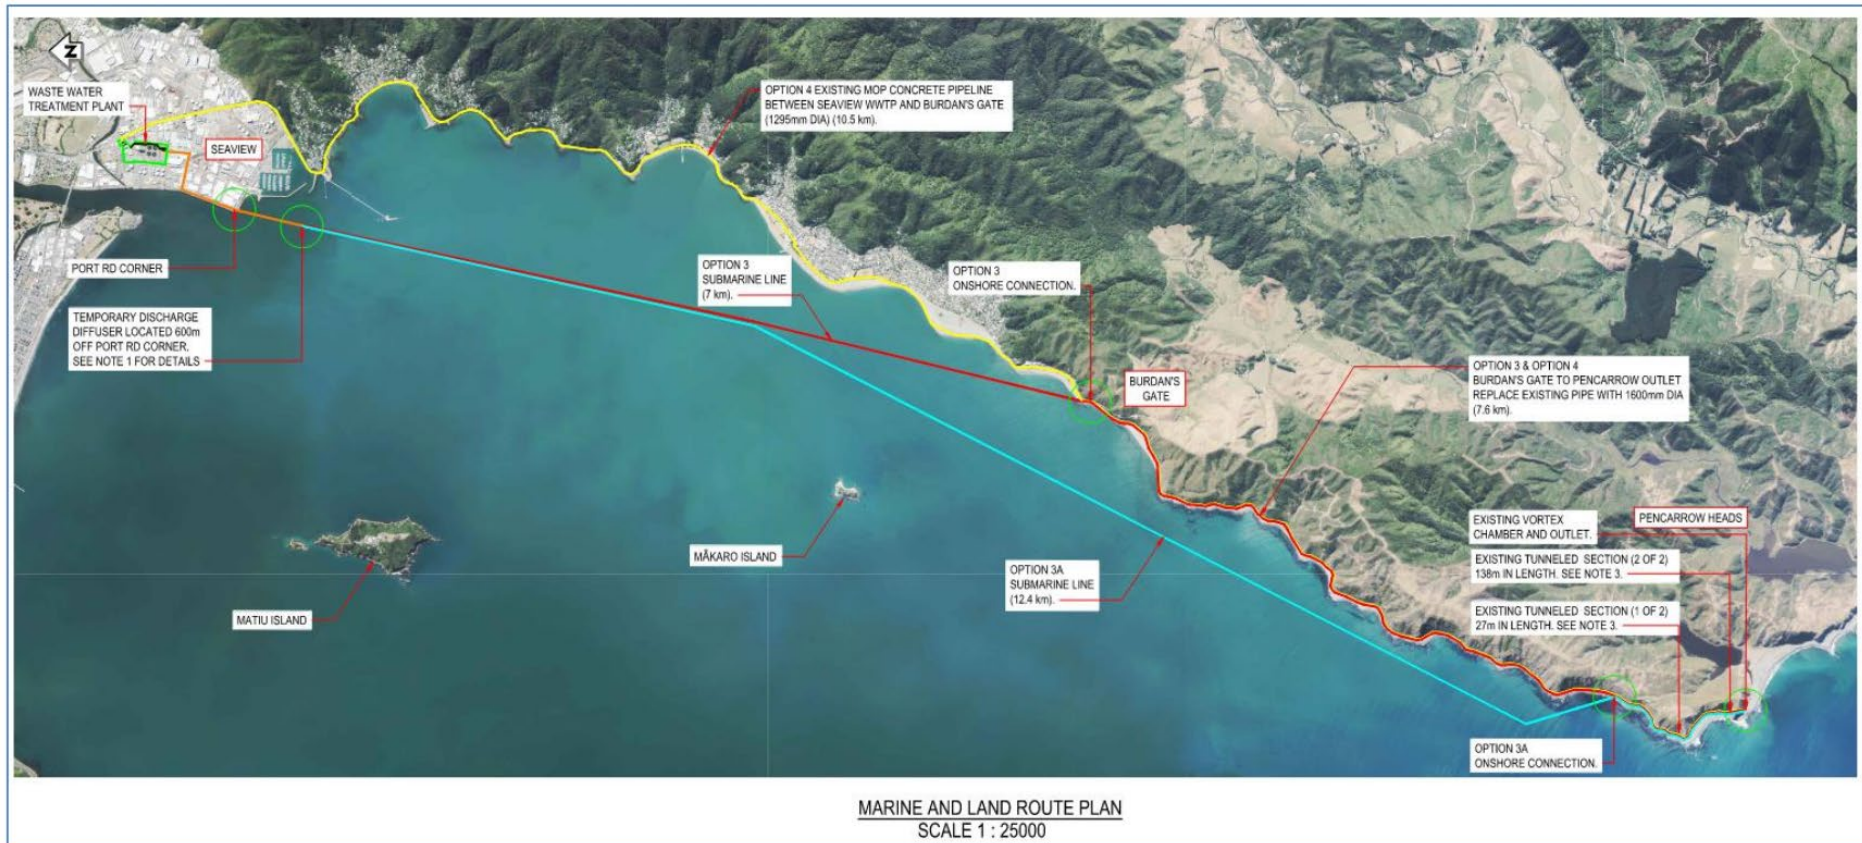 Z
WASTE WATER
TREATMENT PLANT
SEAVIEW
OPTION 4 EXISTING MOP CONCRETE PIPELINE
BETWEEN SEAVIEW WWTP AND BURDAN'S GATE
(1295mm DIA) (10.5 km).
PORT RD CORNER
OPTION 3
SUBMARINE LINE
(7 km).
OPTION 3
ONSHORE CONNECTION.
TEMPORARY DISCHARGE
DIFFUSER LOCATED 600m
OFF PORT RD CORNER.
SEE NOTE 1 FOR DETAILS
BURDAN'S
GATE
OPTION 3 & OPTION 4
BURDAN'S GATE TO PENCARROW OUTLET
REPLACE EXISTING PIPE WITH 1600mm DIA
(7.6 km).
MĀKARO ISLAND
MATIU ISLAND
OPTION 3A
SUBMARINE LINE
(12.4 km).
EXISTING VORTEX
CHAMBER AND OUTLET.
PENCARROW HEADS
EXISTING TUNNELED SECTION (2 OF 2)
138m IN LENGTH. SEE NOTE 3.
EXISTING TUNNELED SECTION (1 OF 2)
27m IN LENGTH. SEE NOTE 3.
OPTION 3A
ONSHORE CONNECTION.
MARINE AND LAND ROUTE PLAN
SCALE 1 : 25000